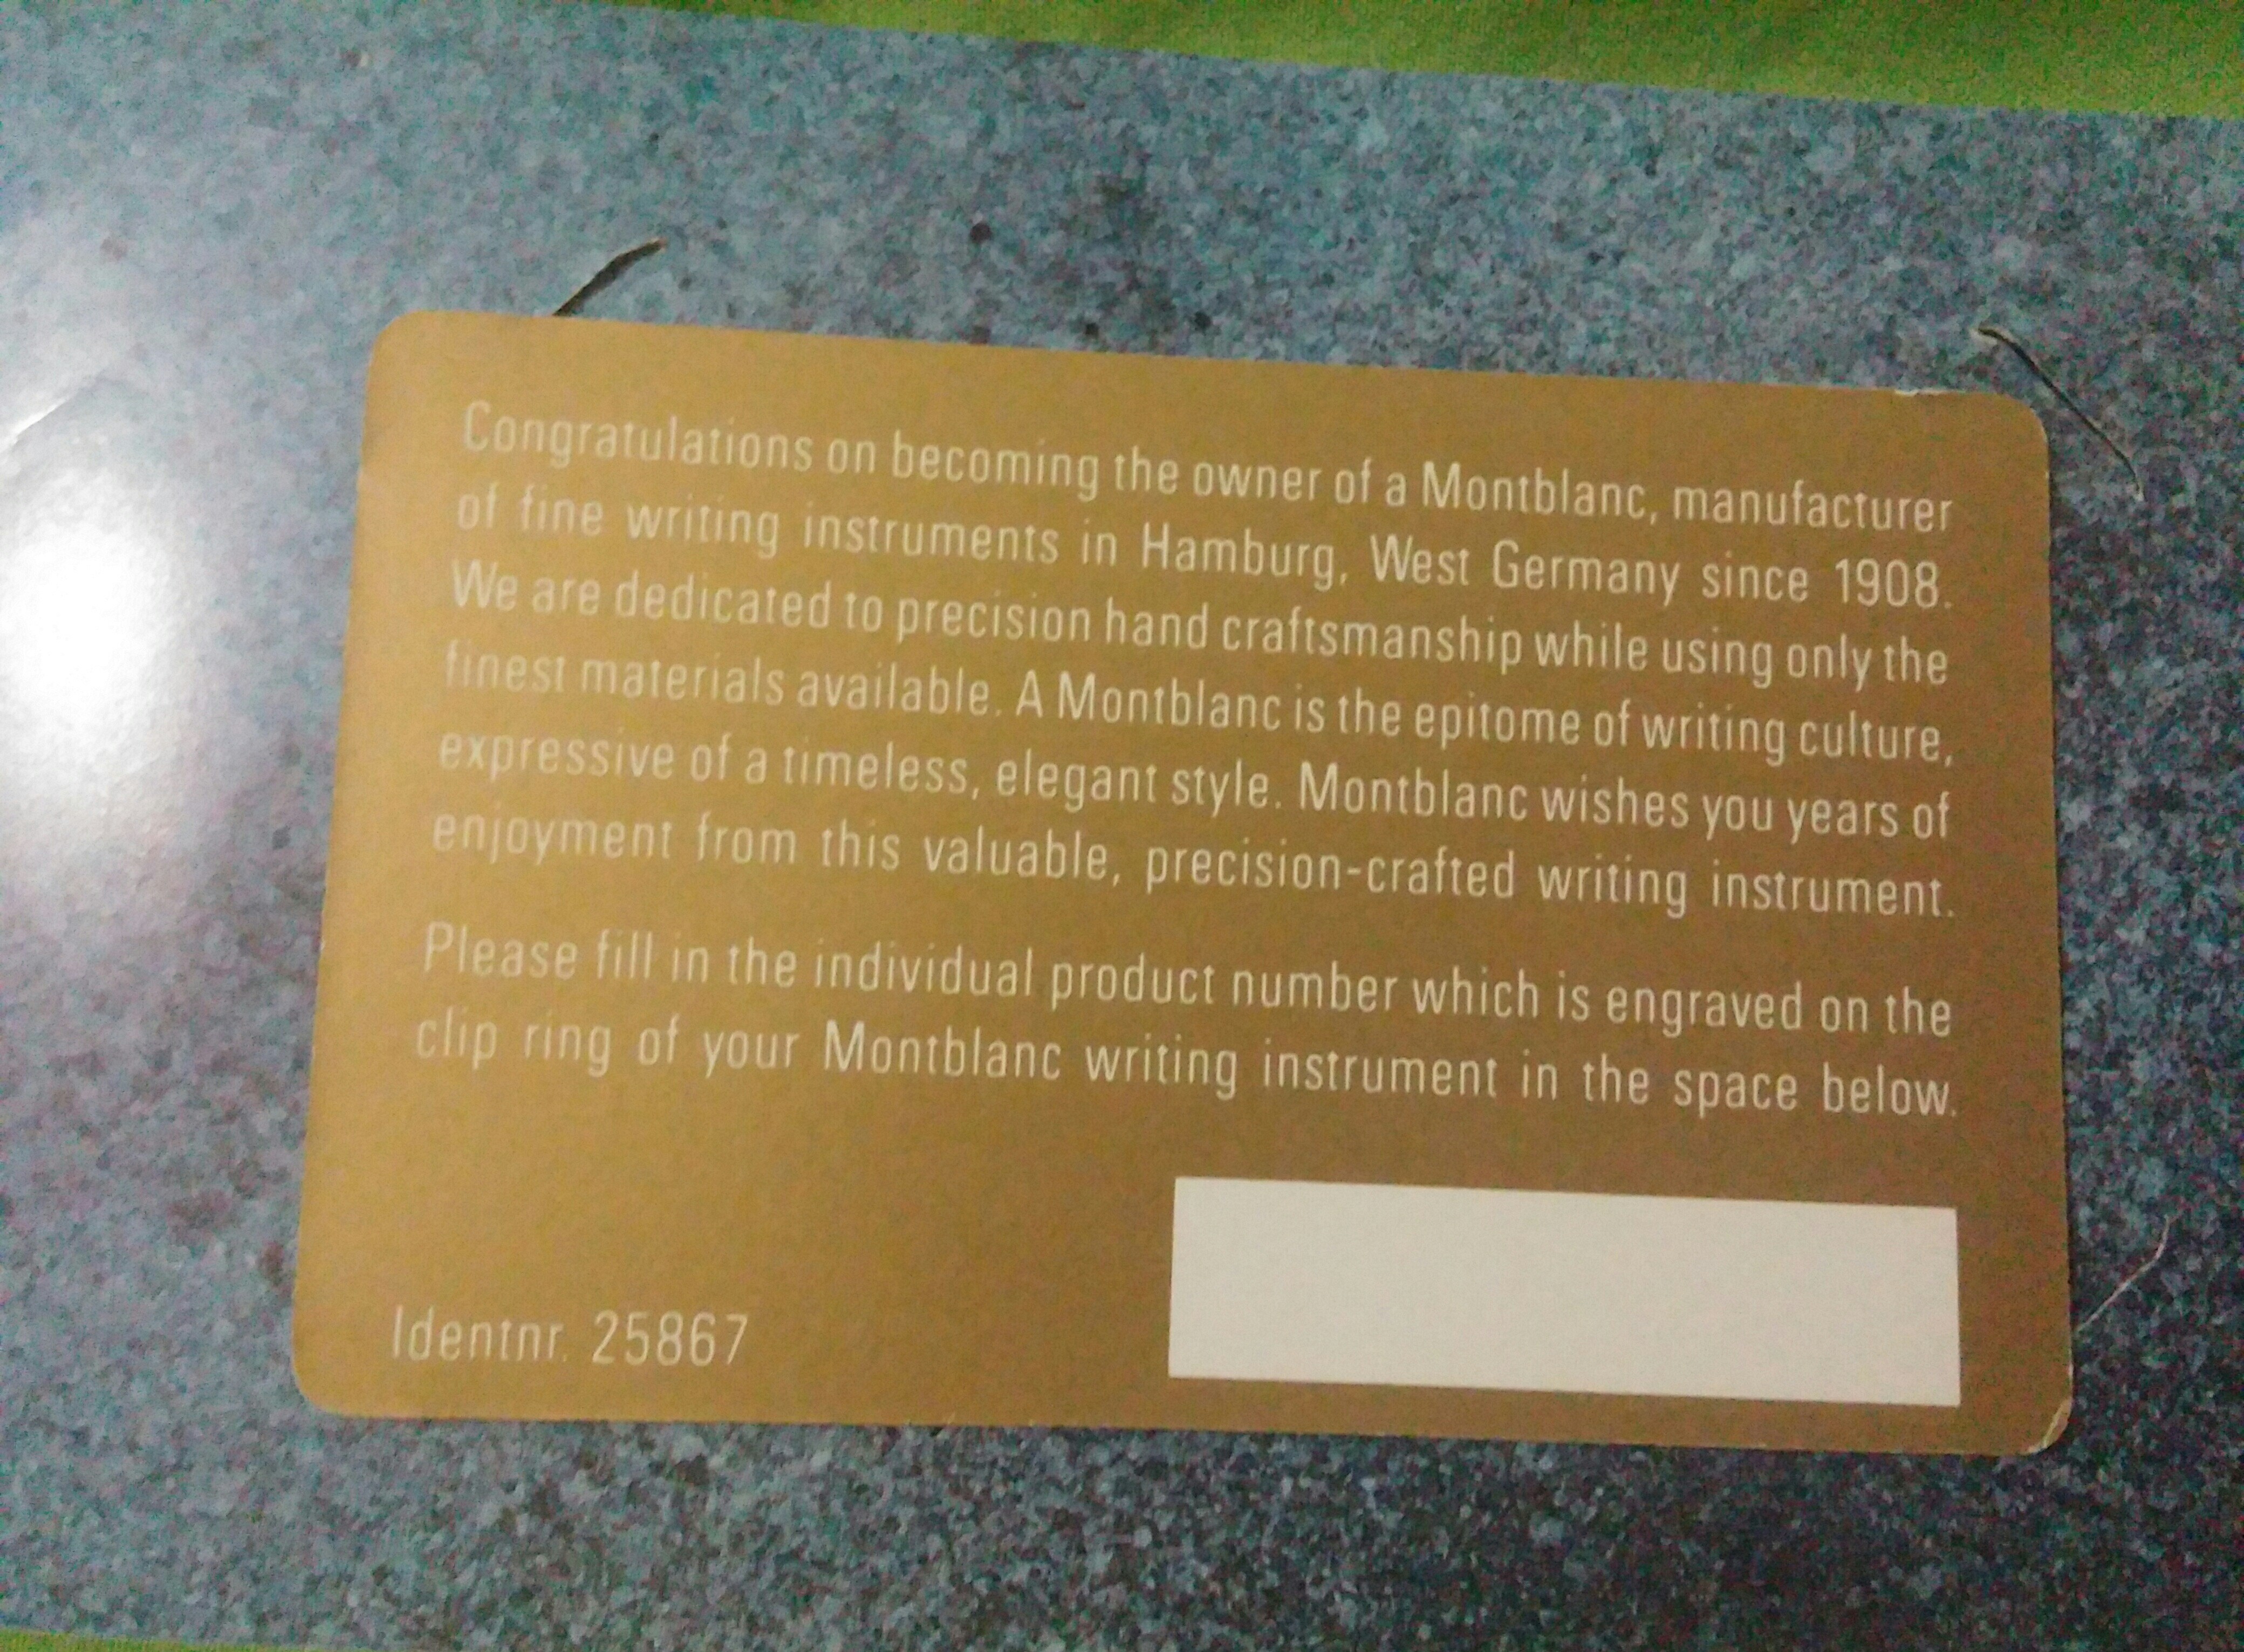 Congratulations on becoming the owner of a Montblanc, manufacturer
of fine writing instruments in Hamburg, West Germany since 1908.
We are dedicated to precision hand craftsmanship while using only the
finest materials available. A Montblanc is the epitome of writing culture,
expressive of a timeless, elegant style. Montblanc wishes you years of
enjoyment from this valuable, precision-crafted writing instrument.
Please fill in the individual product number which is engraved on the
clip ring of your Montblanc writing instrument in the space below.
Identnr. 25867